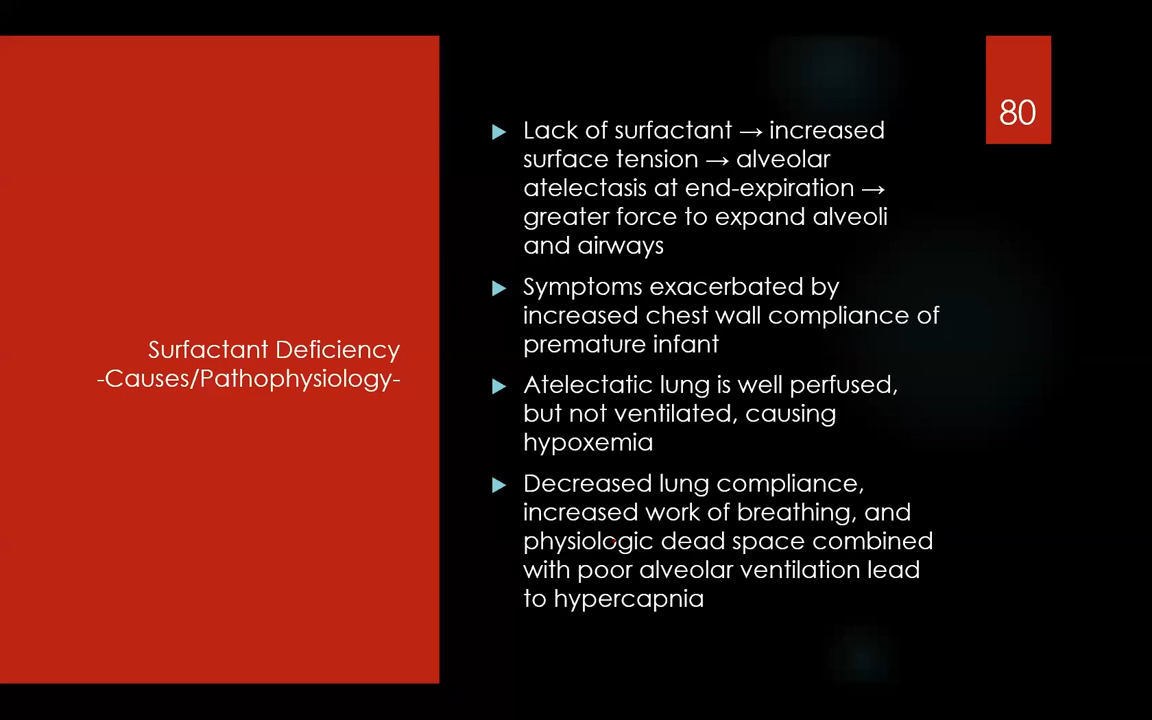 80
Surfactant Deficiency
-Causes/Pathophysiology-
Lack of surfactant → increased
surface tension → alveolar
atelectasis at end-expiration →
greater force to expand alveoli
and airways
Symptoms exacerbated by
increased chest wall compliance of
premature infant
Atelectatic lung is well perfused,
but not ventilated, causing
hypoxemia
Decreased lung compliance,
increased work of breathing, and
physiologic dead space combined
with poor alveolar ventilation lead
to hypercapnia